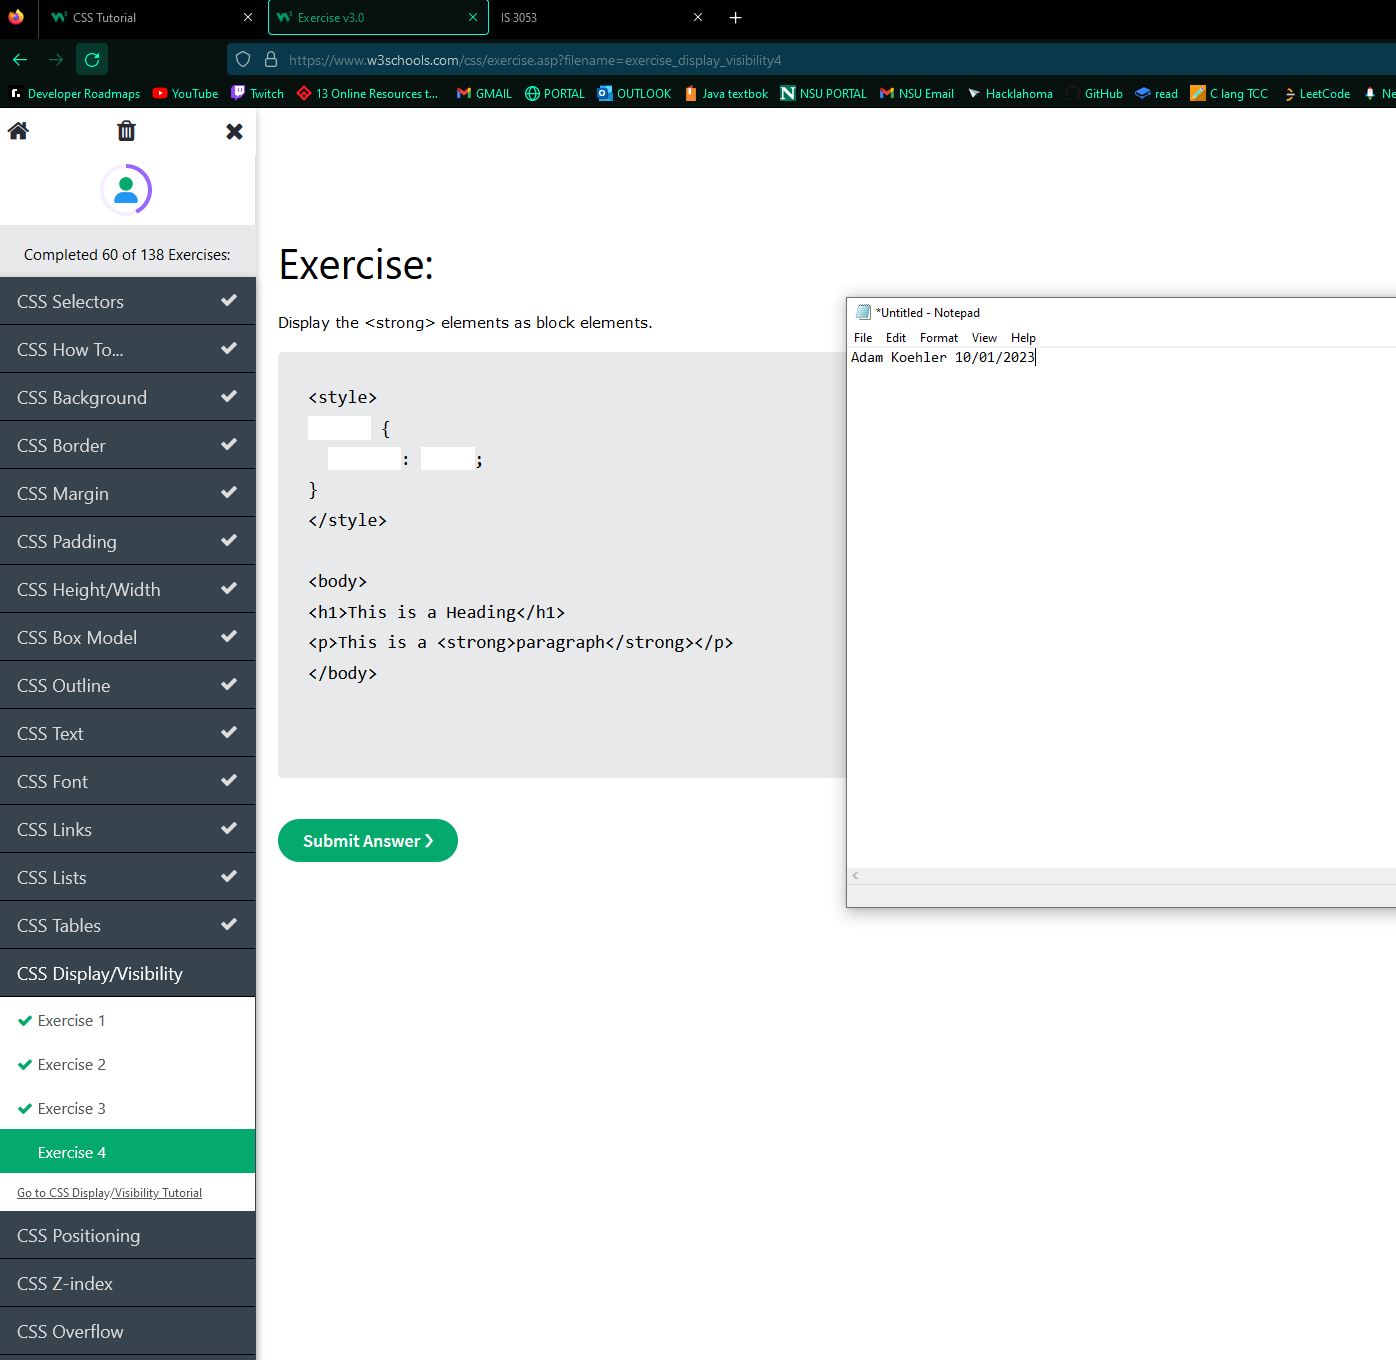 CSS Tutorial
Exercise v3.0
IS 3053
https://www.w3schools.com/css/exercise.asp?filename=exercise_display_visibility4
Developer Roadmaps YouTube Twitch 13 Online Resources t... GMAIL PORTAL OUTLOOK Java textbok NSU PORTAL NSU Email Hacklahoma GitHub read C lang TCC LeetCode Ne
Completed 60 of 138 Exercises:
CSS Selectors
CSS How To...
CSS Background
CSS Border
CSS Margin
CSS Padding
CSS Height/Width
CSS Box Model
CSS Outline
CSS Text
CSS Font
CSS Links
CSS Lists
CSS Tables
CSS Display/Visibility
Exercise 1
Exercise 2
Exercise 3
Exercise 4
Go to CSS Display/Visibility Tutorial
CSS Positioning
CSS Z-index
CSS Overflow
Exercise:
Display the <strong> elements as block elements.
<style>
{
: ;
}
</style>
<body>
<h1>This is a Heading</h1>
<p>This is a <strong>paragraph</strong></p>
</body>
Submit Answer ❯
*Untitled - Notepad
File Edit Format View Help
Adam Koehler 10/01/2023